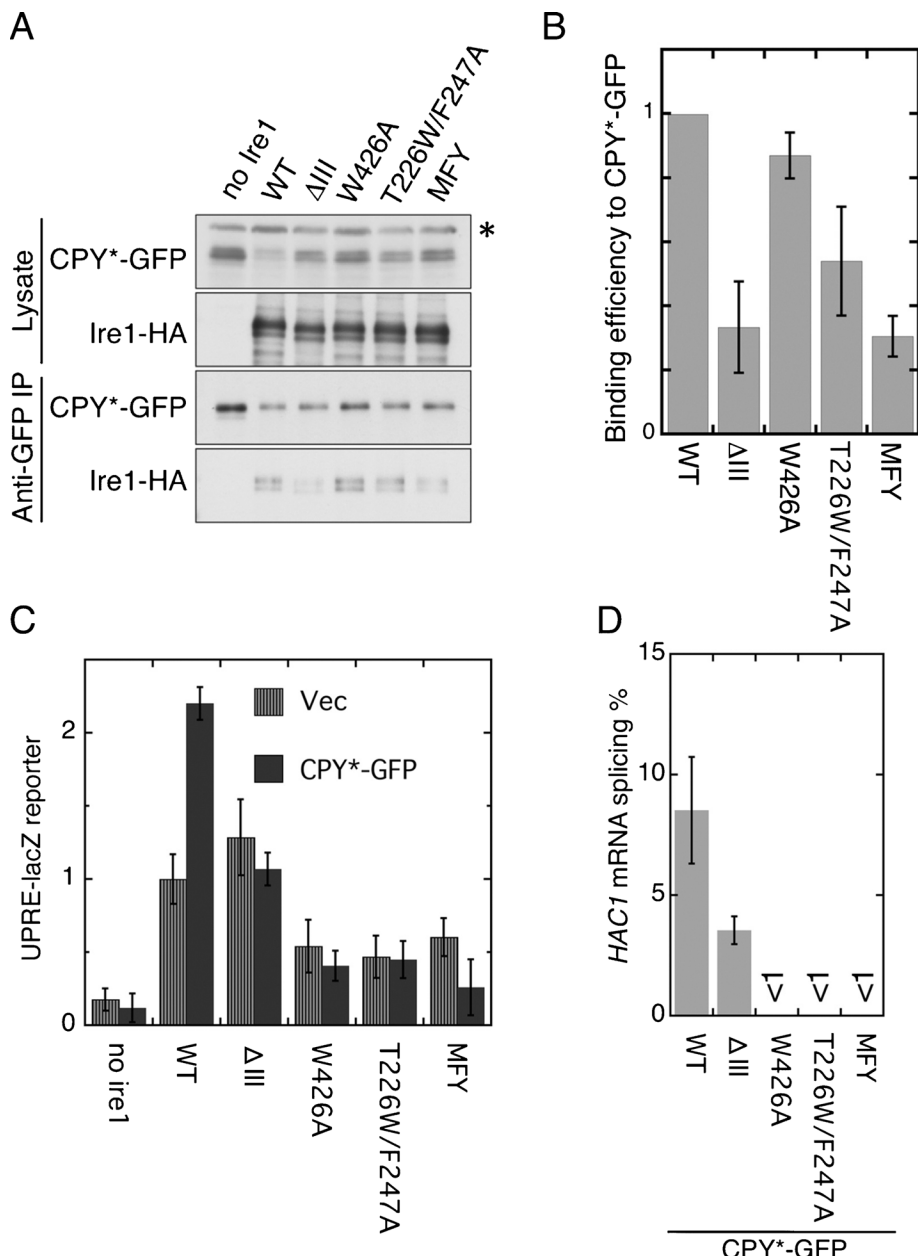 A
no Ire1
WT
ΔIII
W426A
T226W/F247A
MFY
*
Lysate
CPY*-GFP
Ire1-HA
Anti-GFP IP
CPY*-GFP
Ire1-HA
B
Binding efficiency to CPY*-GFP
1
0
WT
ΔIII
W426A
T226W/F247A
MFY
C
UPRE-lacZ reporter
2
1
0
Vec
CPY*-GFP
no ire1
WT
Δ III
W426A
T226W/F247A
MFY
D
HAC1 mRNA splicing %
15
10
5
0
<1
<1
<1
WT
Δ III
W426A
T226W/F247A
MFY
CPY*-GFP